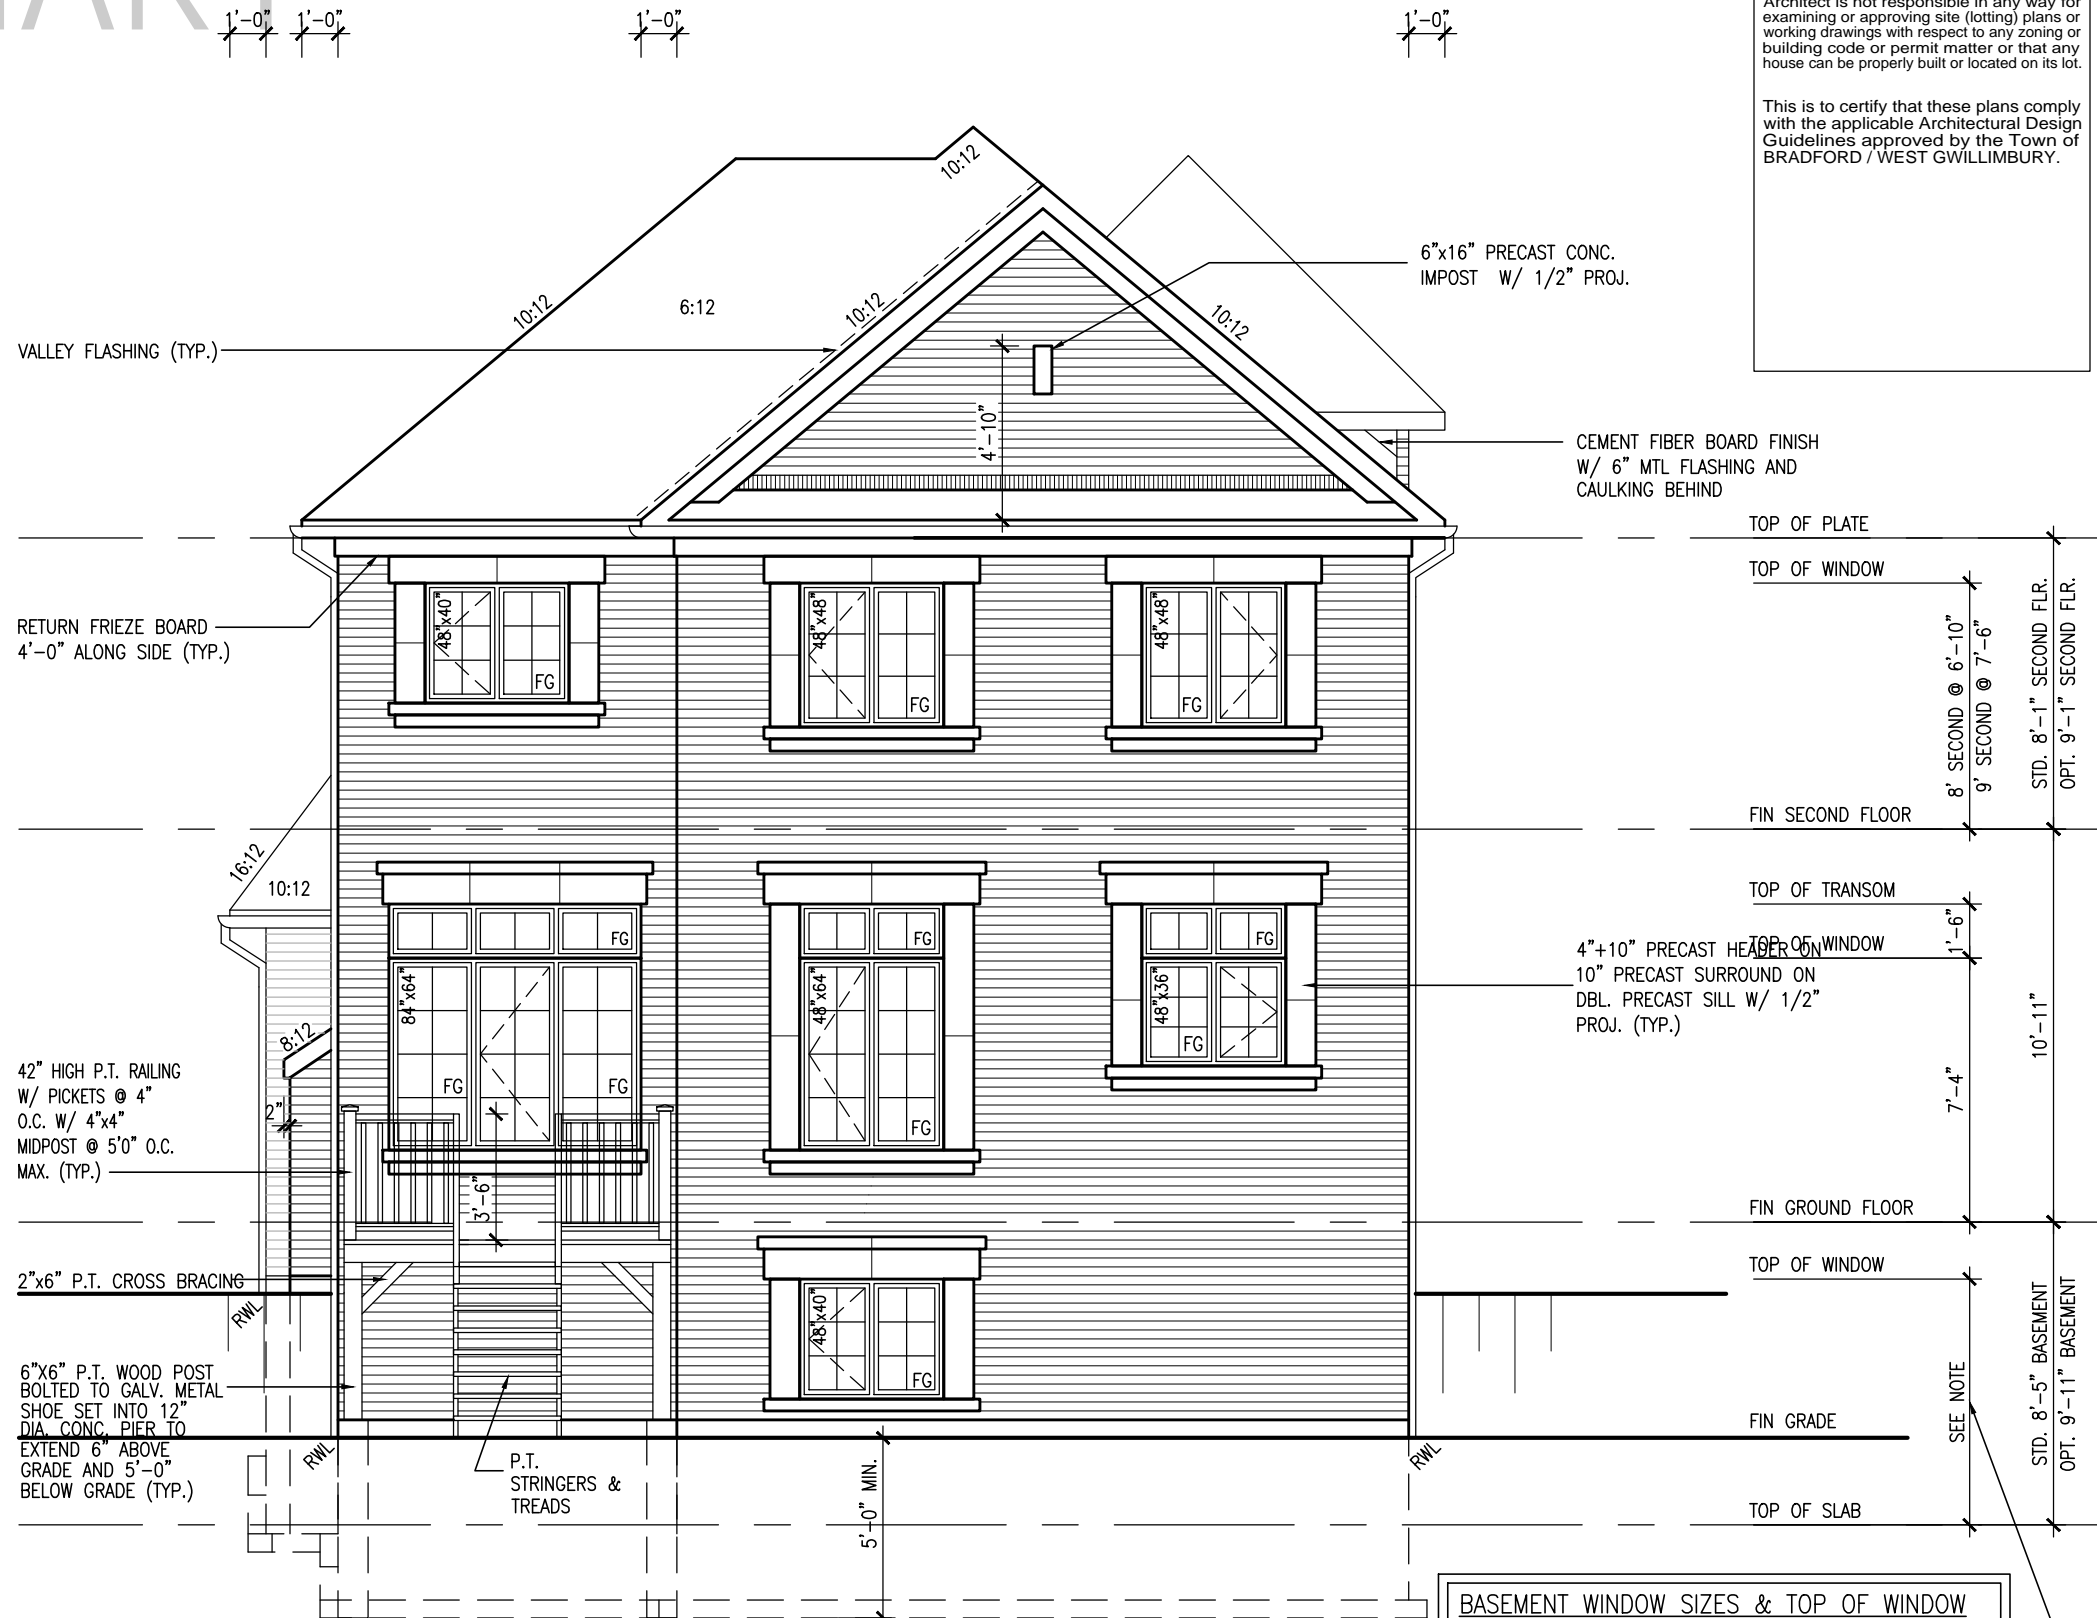 1'-0" 1'-0" 1'-0" 1'-0"
Architect is not responsible in any way for
examining or approving site (lotting) plans or
working drawings with respect to any zoning or
building code or permit matter or that any
house can be properly built or located on its lot.
This is to certify that these plans comply
with the applicable Architectural Design
Guidelines approved by the Town of
BRADFORD / WEST GWILLIMBURY.
10:12
6"x16" PRECAST CONC.
IMPOST W/ 1/2" PROJ.
10:12
6:12
10:12
10:12
VALLEY FLASHING (TYP.)
4'-10"
CEMENT FIBER BOARD FINISH
W/ 6" MTL FLASHING AND
CAULKING BEHIND
TOP OF PLATE
TOP OF WINDOW
RETURN FRIEZE BOARD
4'-0" ALONG SIDE (TYP.)
48"x40"
FG
48"x48"
FG
48"x48"
FG
8' SECOND @ 6'-10"
9' SECOND @ 7'-6"
STD. 8'-1" SECOND FLR.
OPT. 9'-1" SECOND FLR.
FIN SECOND FLOOR
16:12
10:12
TOP OF TRANSOM
1'-6"
TOP OF WINDOW
4"+10" PRECAST HEADER ON
10" PRECAST SURROUND ON
DBL. PRECAST SILL W/ 1/2"
PROJ. (TYP.)
FG
84"x64"
FG
FG
FG
48"x64"
FG
FG
48"x36"
FG
10'-11"
7'-4"
8:12
2"
42" HIGH P.T. RAILING
W/ PICKETS @ 4"
O.C. W/ 4"x4"
MIDPOST @ 5'0" O.C.
MAX. (TYP.)
3'-6"
FIN GROUND FLOOR
TOP OF WINDOW
2"x6" P.T. CROSS BRACING
RWL
48"x40"
FG
6"X6" P.T. WOOD POST
BOLTED TO GALV. METAL
SHOE SET INTO 12"
DIA. CONC. PIER TO
EXTEND 6" ABOVE
GRADE AND 5'-0"
BELOW GRADE (TYP.)
SEE NOTE
STD. 8'-5" BASEMENT
OPT. 9'-11" BASEMENT
FIN GRADE
RWL
RWL
P.T.
STRINGERS &
TREADS
5'-0" MIN.
TOP OF SLAB
BASEMENT WINDOW SIZES & TOP OF WINDOW